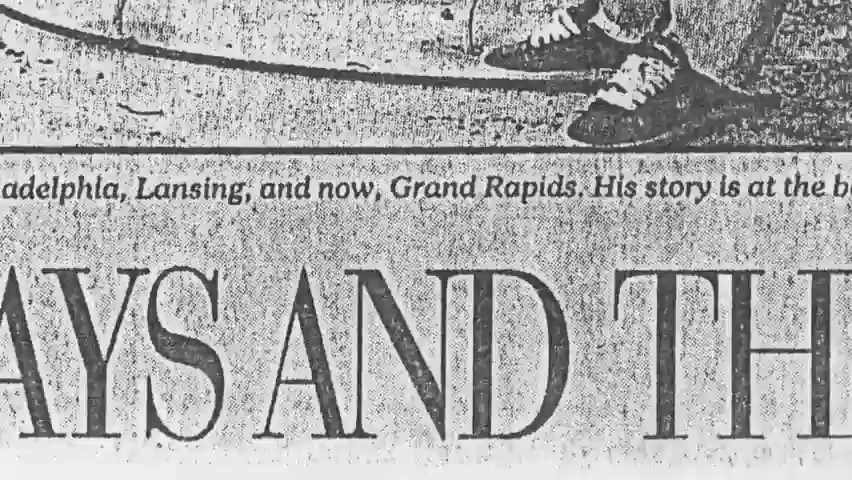 adelphia, Lansing, and now, Grand Rapids. His story is at the b
AYS AND TH